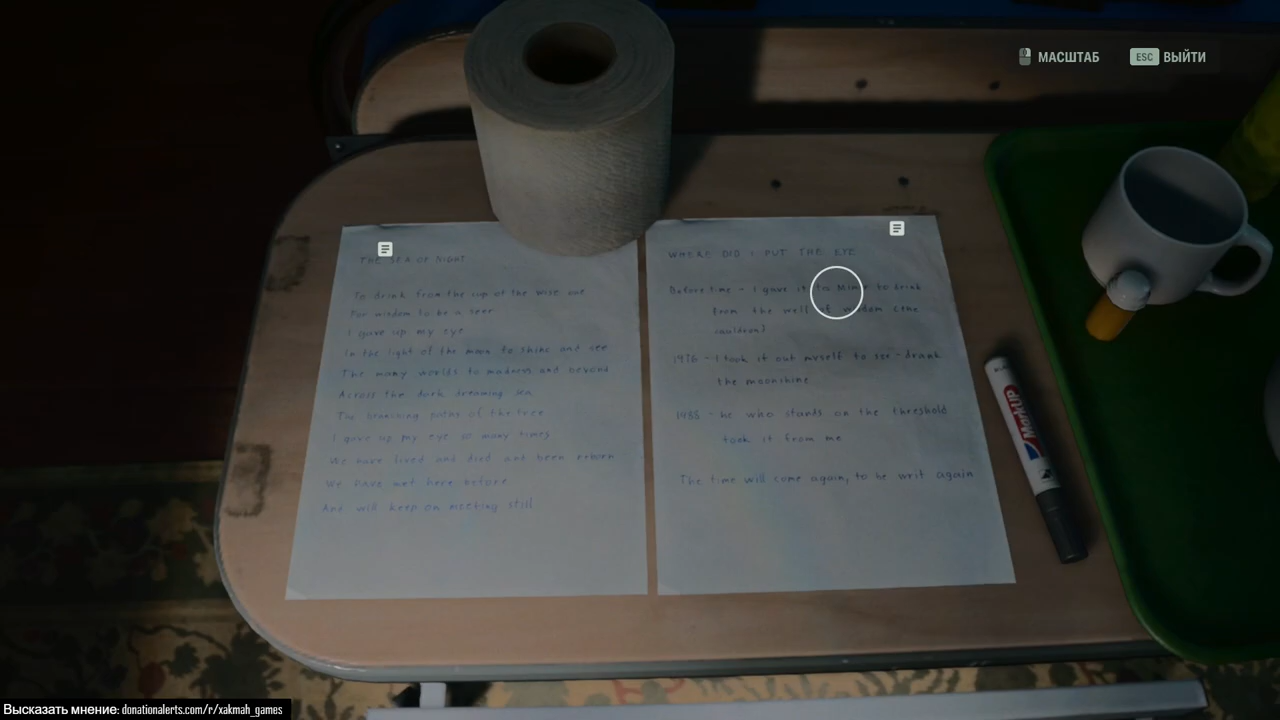 МАСШТАБ
ESC ВЫЙТИ
THE SEA OF NIGHT
To drink from the cup of the wise one
For wisdom to be a seer
I gave up my eye
In the light of the moon to shine and see
The many worlds to madness and beyond
Across the dark dreaming sea
The branching paths of the tree
I gave up my eye so many times
We have lived and died and been reborn
We have met here before
And will keep on meeting still
WHERE DID I PUT THE EYE
Before time - I gave it to Mimir to drink
from the well of wisdom (the
cauldron)
1976 - I took it out myself to see - drank
the moonshine
1988 - he who stands on the threshold
took it from me
The time will come again, to be writ again
MarkUp
Высказать мнение: donationalerts.com/r/xakmah_games